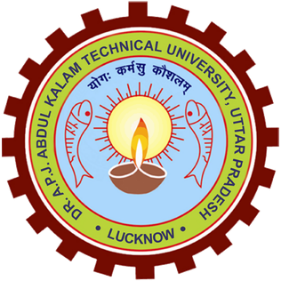 DR. A.P.J. ABDUL KALAM TECHNICAL UNIVERSITY, UTTAR PRADESH
योगः कर्मसु कौशलम्
• LUCKNOW •